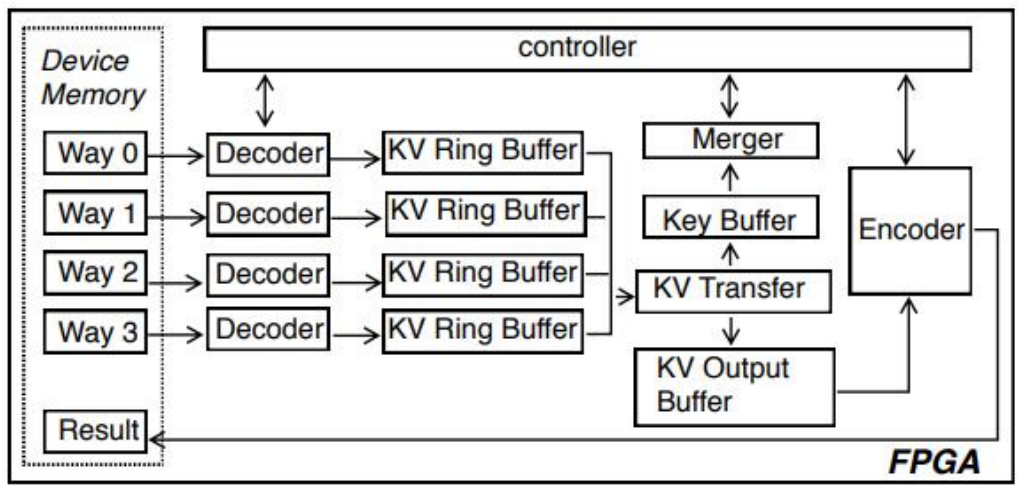 controller
Device
Memory
Way 0
Decoder
KV Ring Buffer
Merger
Way 1
Decoder
KV Ring Buffer
Key Buffer
Encoder
Way 2
Decoder
KV Ring Buffer
KV Transfer
Way 3
Decoder
KV Ring Buffer
KV Output
Buffer
Result
FPGA